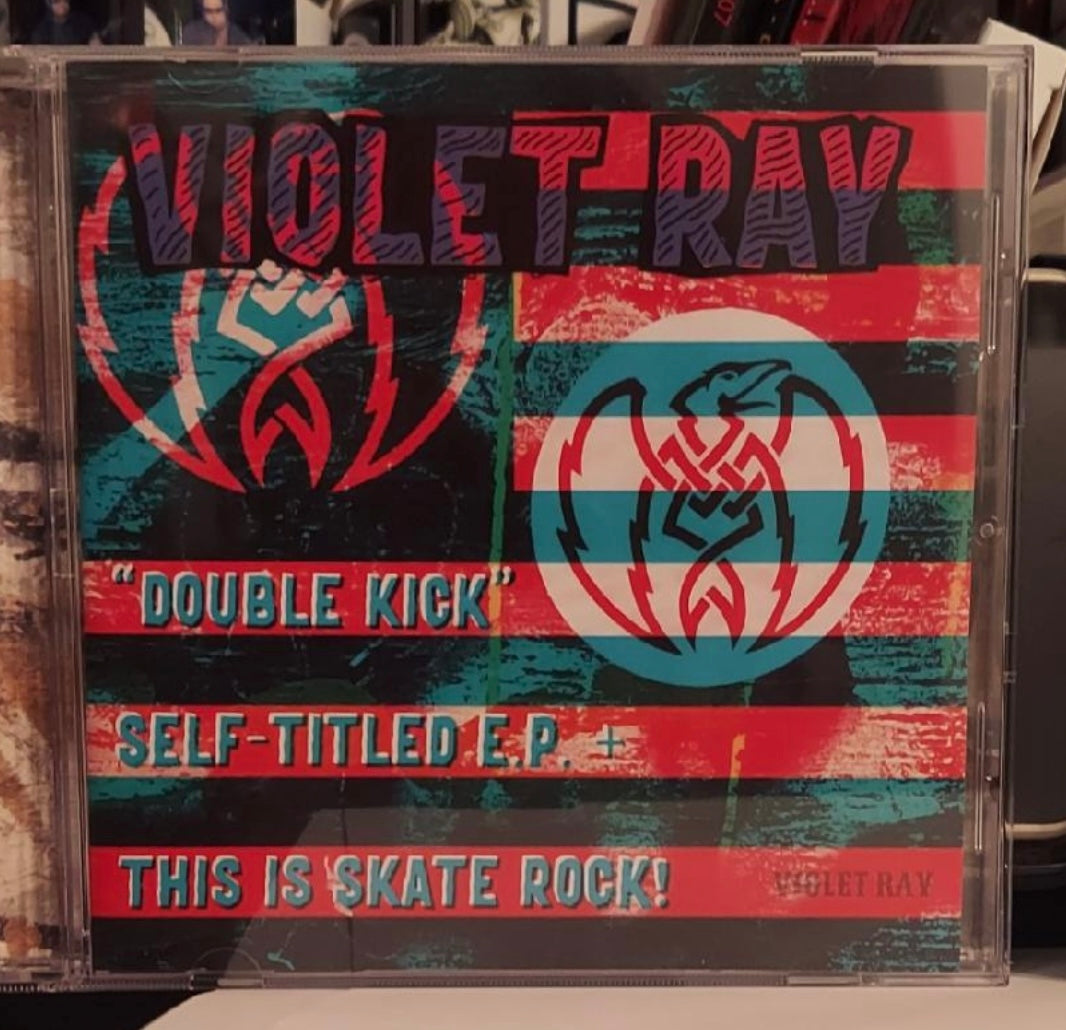 VIOLET RAY
"DOUBLE KICK"
SELF-TITLED E.P. +
THIS IS SKATE ROCK!
VIOLET RAY